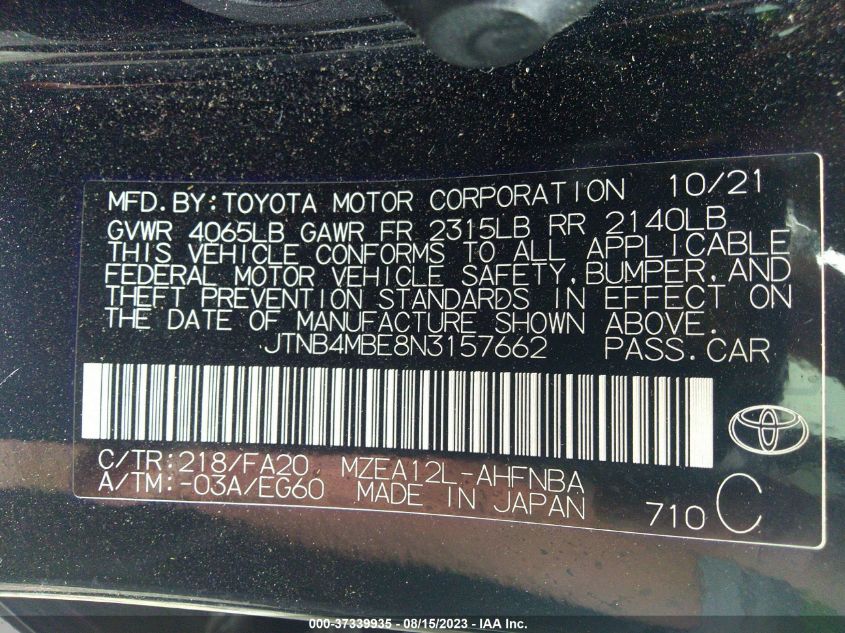 MFD. BY: TOYOTA MOTOR CORPORATION 10/21
GVWR 4065LB GAWR FR 2315LB RR 2140LB
THIS VEHICLE CONFORMS TO ALL APPLICABLE
FEDERAL MOTOR VEHICLE SAFETY, BUMPER, AND
THEFT PREVENTION STANDARDS IN EFFECT ON
THE DATE OF MANUFACTURE SHOWN ABOVE.
JTNB4MBE8N3157662 PASS. CAR
C/TR: 218/FA20 MZEA12L-AHFNBA
A/TM: -03A/EG60 MADE IN JAPAN 710 C
000-37339935 - 08/15/2023 - IAA Inc.